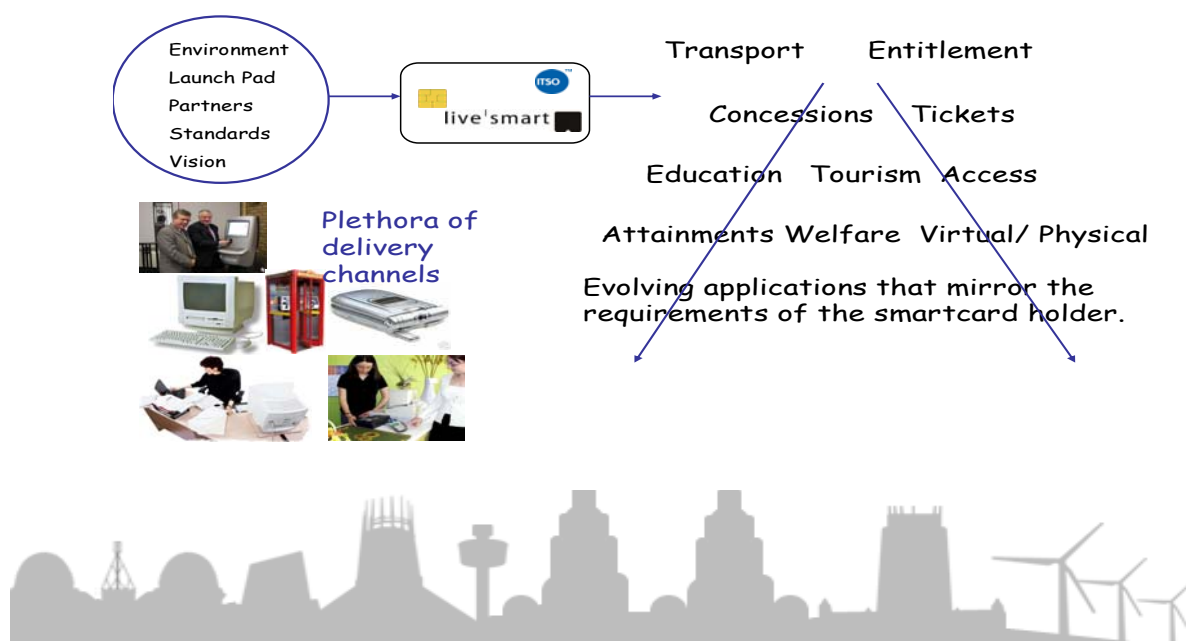 Environment
Launch Pad
Partners
Standards
Vision
ITSO™
live'smart
Transport Entitlement
Concessions Tickets
Education Tourism Access
Attainments Welfare Virtual/ Physical
Evolving applications that mirror the
requirements of the smartcard holder.
Plethora of
delivery
channels